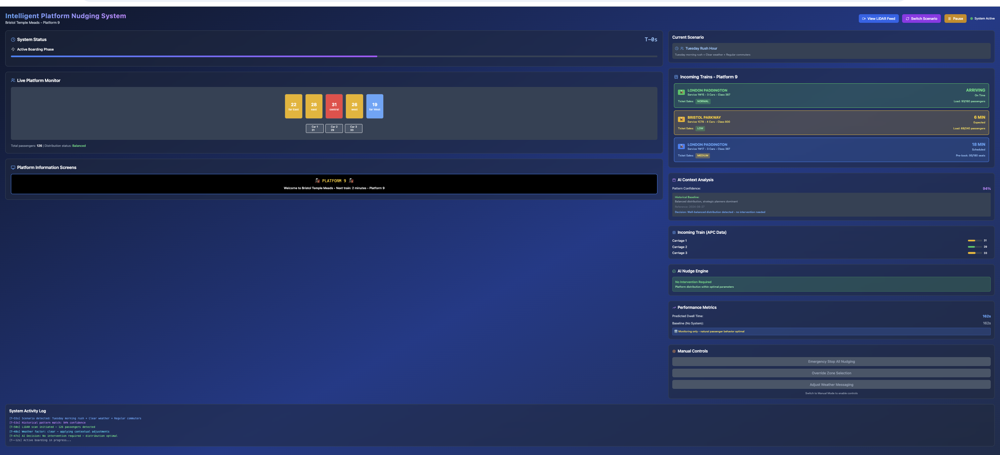 Intelligent Platform Nudging System
Bristol Temple Meads - Platform 9
View LiDAR Feed
Switch Scenario
Pause
System Active
System Status
T-0s
Active Boarding Phase
Live Platform Monitor
22
far East
28
east
31
central
26
west
19
far West
Car 1
31
Car 2
29
Car 3
33
Total passengers: 126 | Distribution status: Balanced
Platform Information Screens
PLATFORM 9
Welcome to Bristol Temple Meads • Next train: 2 minutes • Platform 9
Current Scenario
Tuesday Rush Hour
Tuesday morning rush + Clear weather + Regular commuters
Incoming Trains - Platform 9
LONDON PADDINGTON
Service 1W15 • 3 Cars • Class 387
ARRIVING
On Time
Ticket Sales: NORMAL
Load: 93/180 passengers
BRISTOL PARKWAY
Service 1C78 • 4 Cars • Class 800
6 MIN
Expected
Ticket Sales: LOW
Load: 68/240 passengers
LONDON PADDINGTON
Service 1W17 • 3 Cars • Class 387
18 MIN
Scheduled
Ticket Sales: MEDIUM
Pre-book: 95/180 seats
AI Context Analysis
Pattern Confidence:
94%
Historical Baseline:
Balanced distribution, strategic planners dominant
Reference: 2024-08-27
Decision: Well-balanced distribution detected - no intervention needed
Incoming Train (APC Data)
Carriage 1
31
Carriage 2
29
Carriage 3
33
AI Nudge Engine
No Intervention Required
Platform distribution within optimal parameters
Performance Metrics
Predicted Dwell Time:
162s
Baseline (No System):
162s
Monitoring only - natural passenger behavior optimal
Manual Controls
Emergency Stop All Nudging
Override Zone Selection
Adjust Weather Messaging
Switch to Manual Mode to enable controls
System Activity Log
[T-55s] Scenario detected: Tuesday morning rush + Clear weather + Regular commuters
[T-53s] Historical pattern match: 94% confidence
[T-50s] LiDAR scan initiated - 126 passengers detected
[T-48s] Weather factor: clear - applying contextual adjustments
[T-47s] AI Decision: No intervention required - distribution optimal
[T--12s] Active boarding in progress...